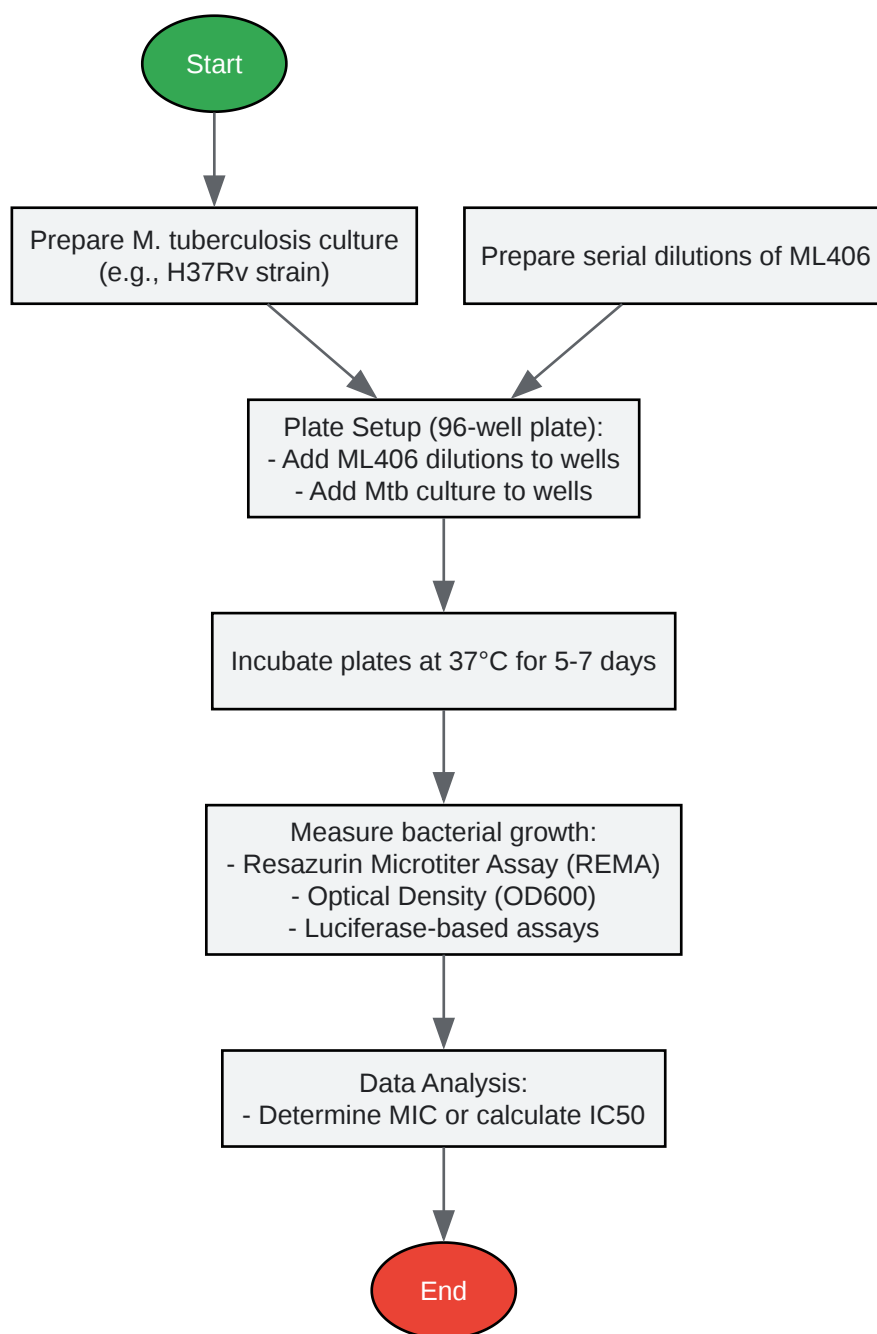 Start
Prepare M. tuberculosis culture
(e.g., H37Rv strain)
Prepare serial dilutions of ML406
Plate Setup (96-well plate):
- Add ML406 dilutions to wells
- Add Mtb culture to wells
Incubate plates at 37°C for 5-7 days
Measure bacterial growth:
- Resazurin Microtiter Assay (REMA)
- Optical Density (OD600)
- Luciferase-based assays
Data Analysis:
- Determine MIC or calculate IC50
End